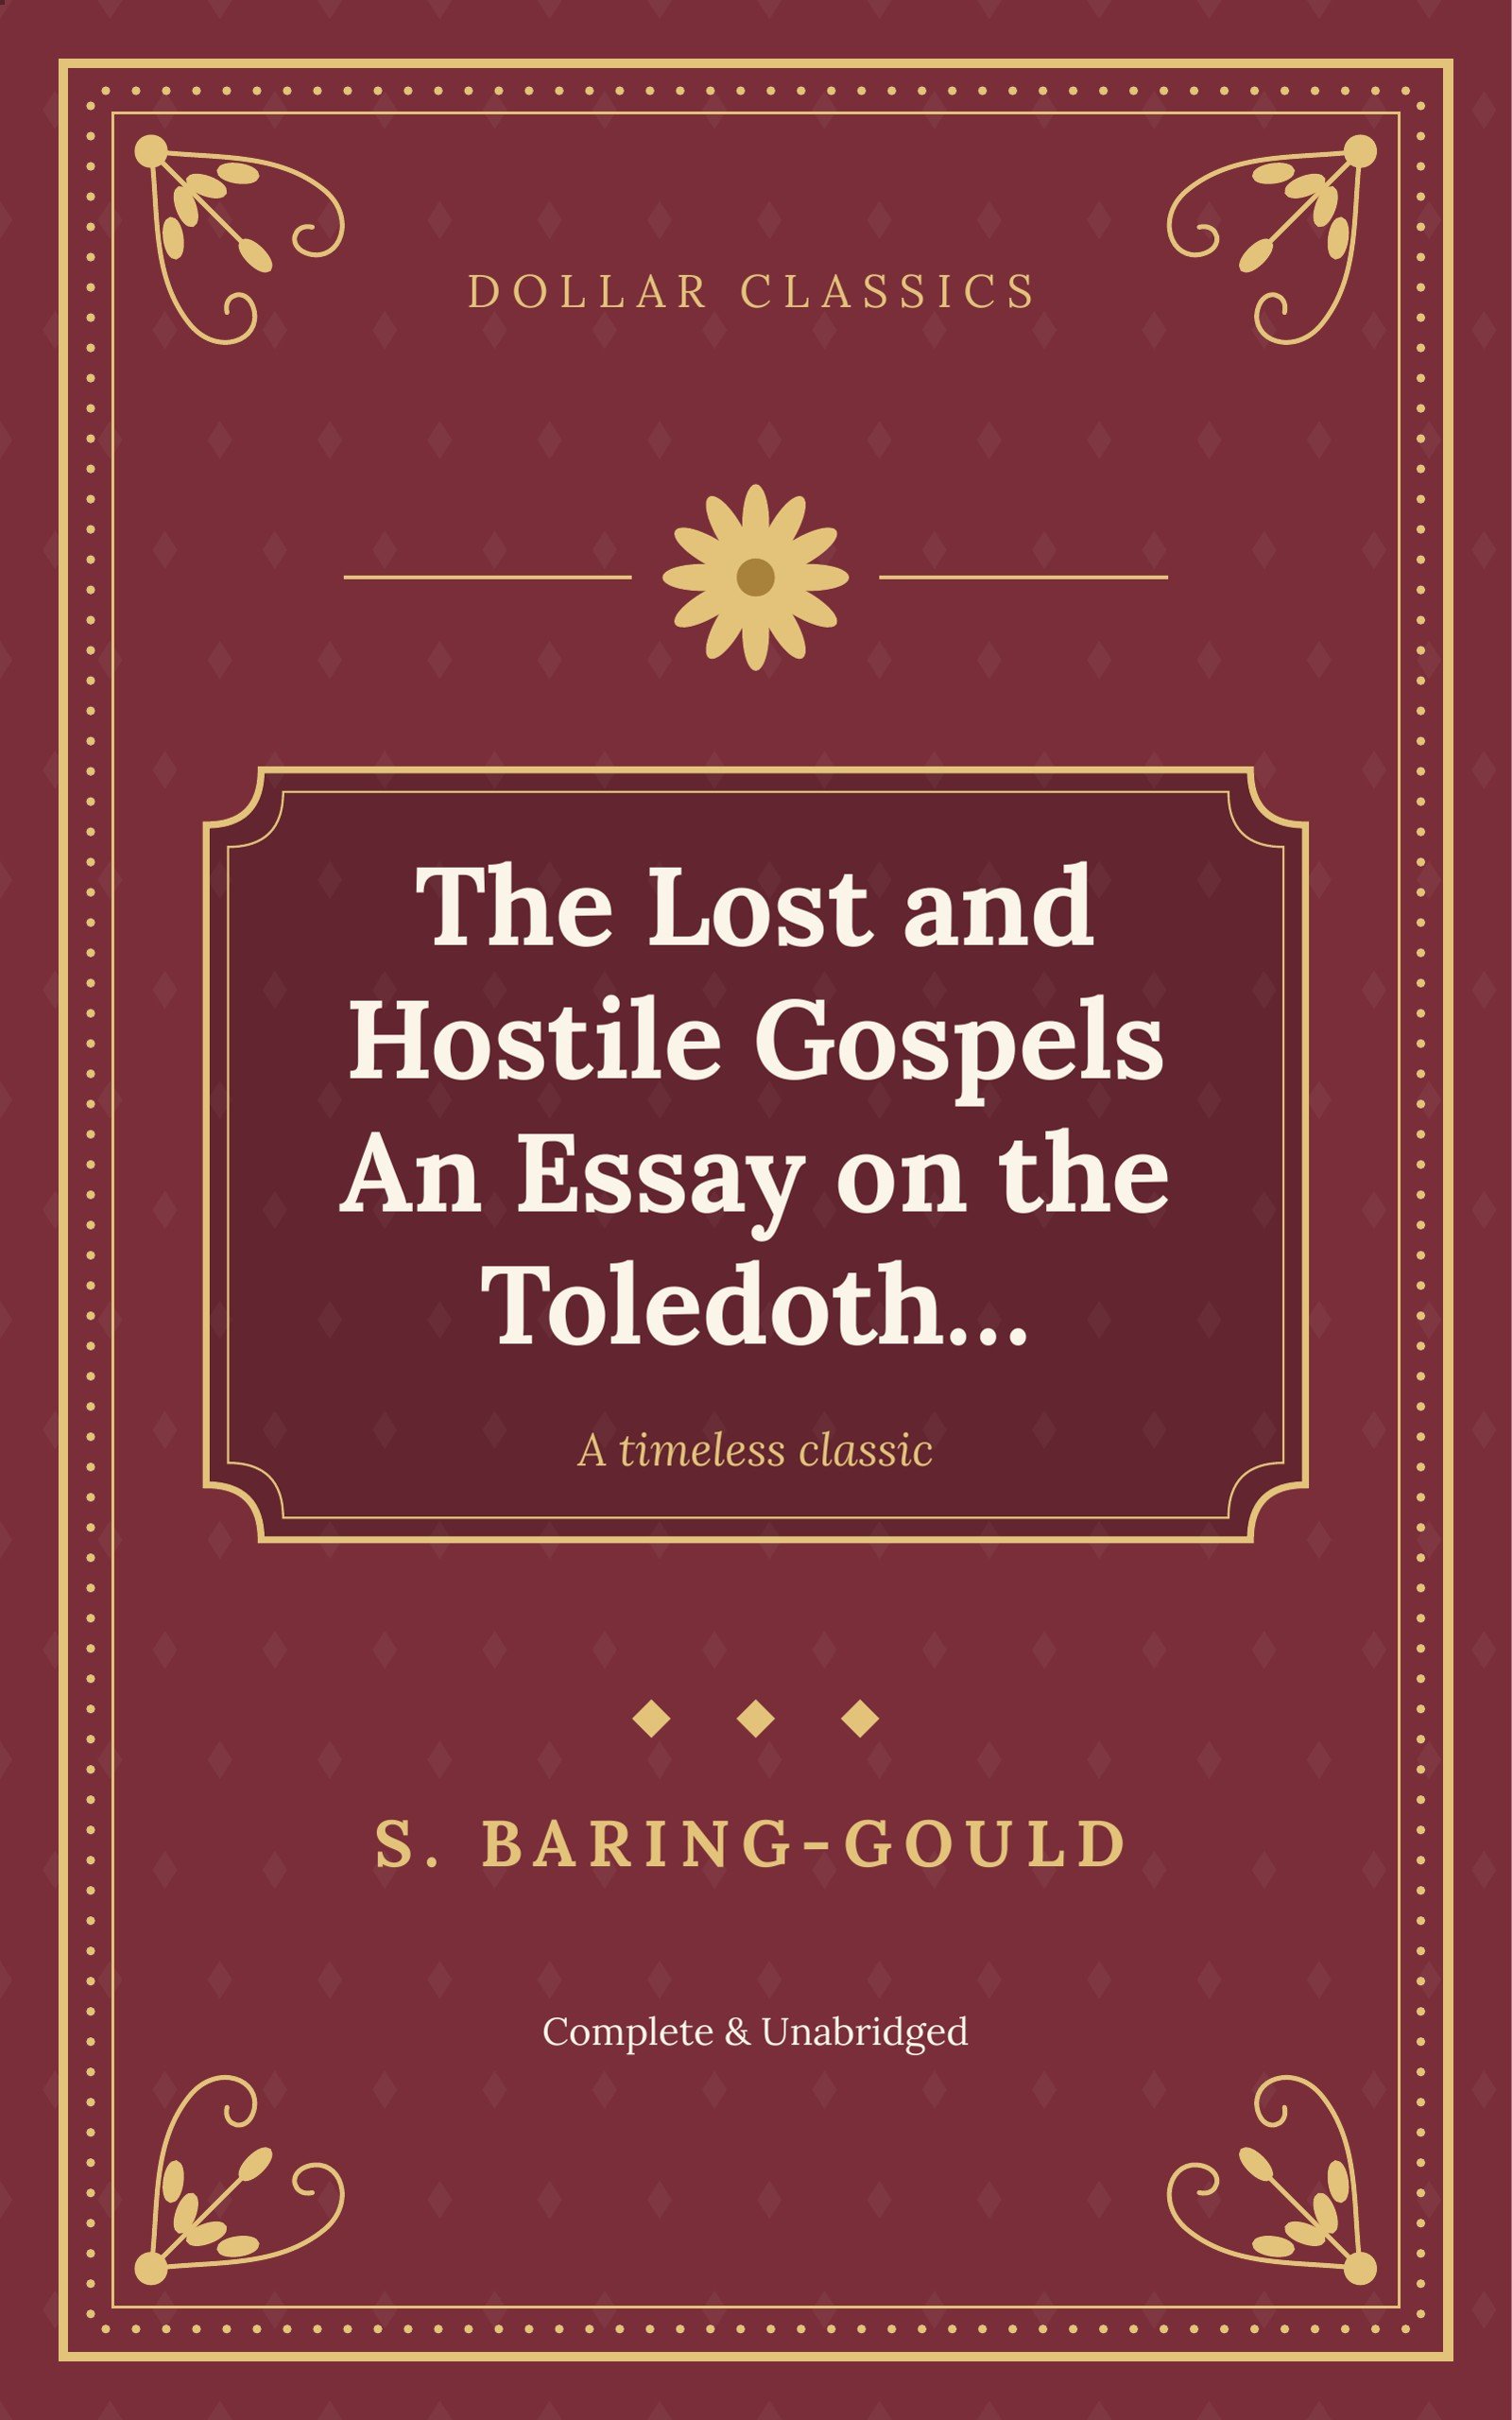 DOLLAR CLASSICS
The Lost and
Hostile Gospels
An Essay on the
Toledoth...
A timeless classic
S. BARING-GOULD
Complete & Unabridged